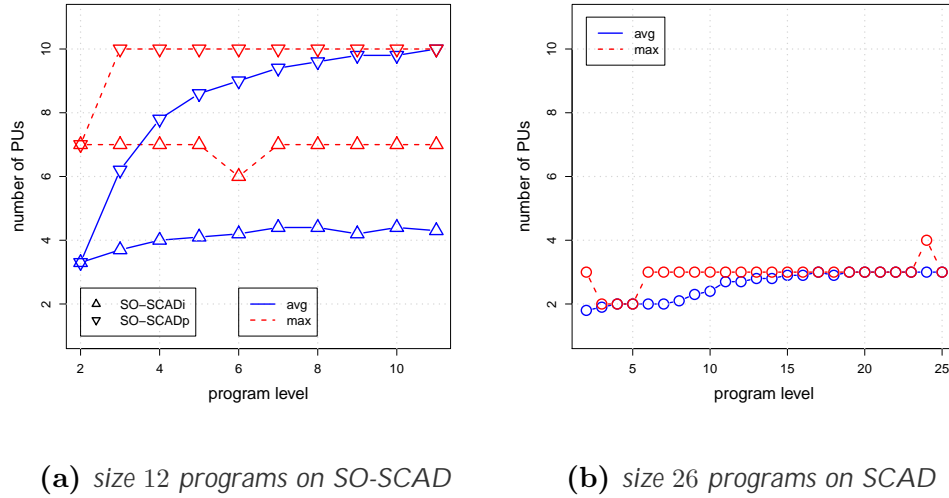 number of PUs
10
8
6
4
2
SO−SCADi
SO−SCADp
avg
max
2
4
6
8
10
program level
number of PUs
10
8
6
4
2
avg
max
5
10
15
20
25
program level
(a) size 12 programs on SO-SCAD
(b) size 26 programs on SCAD